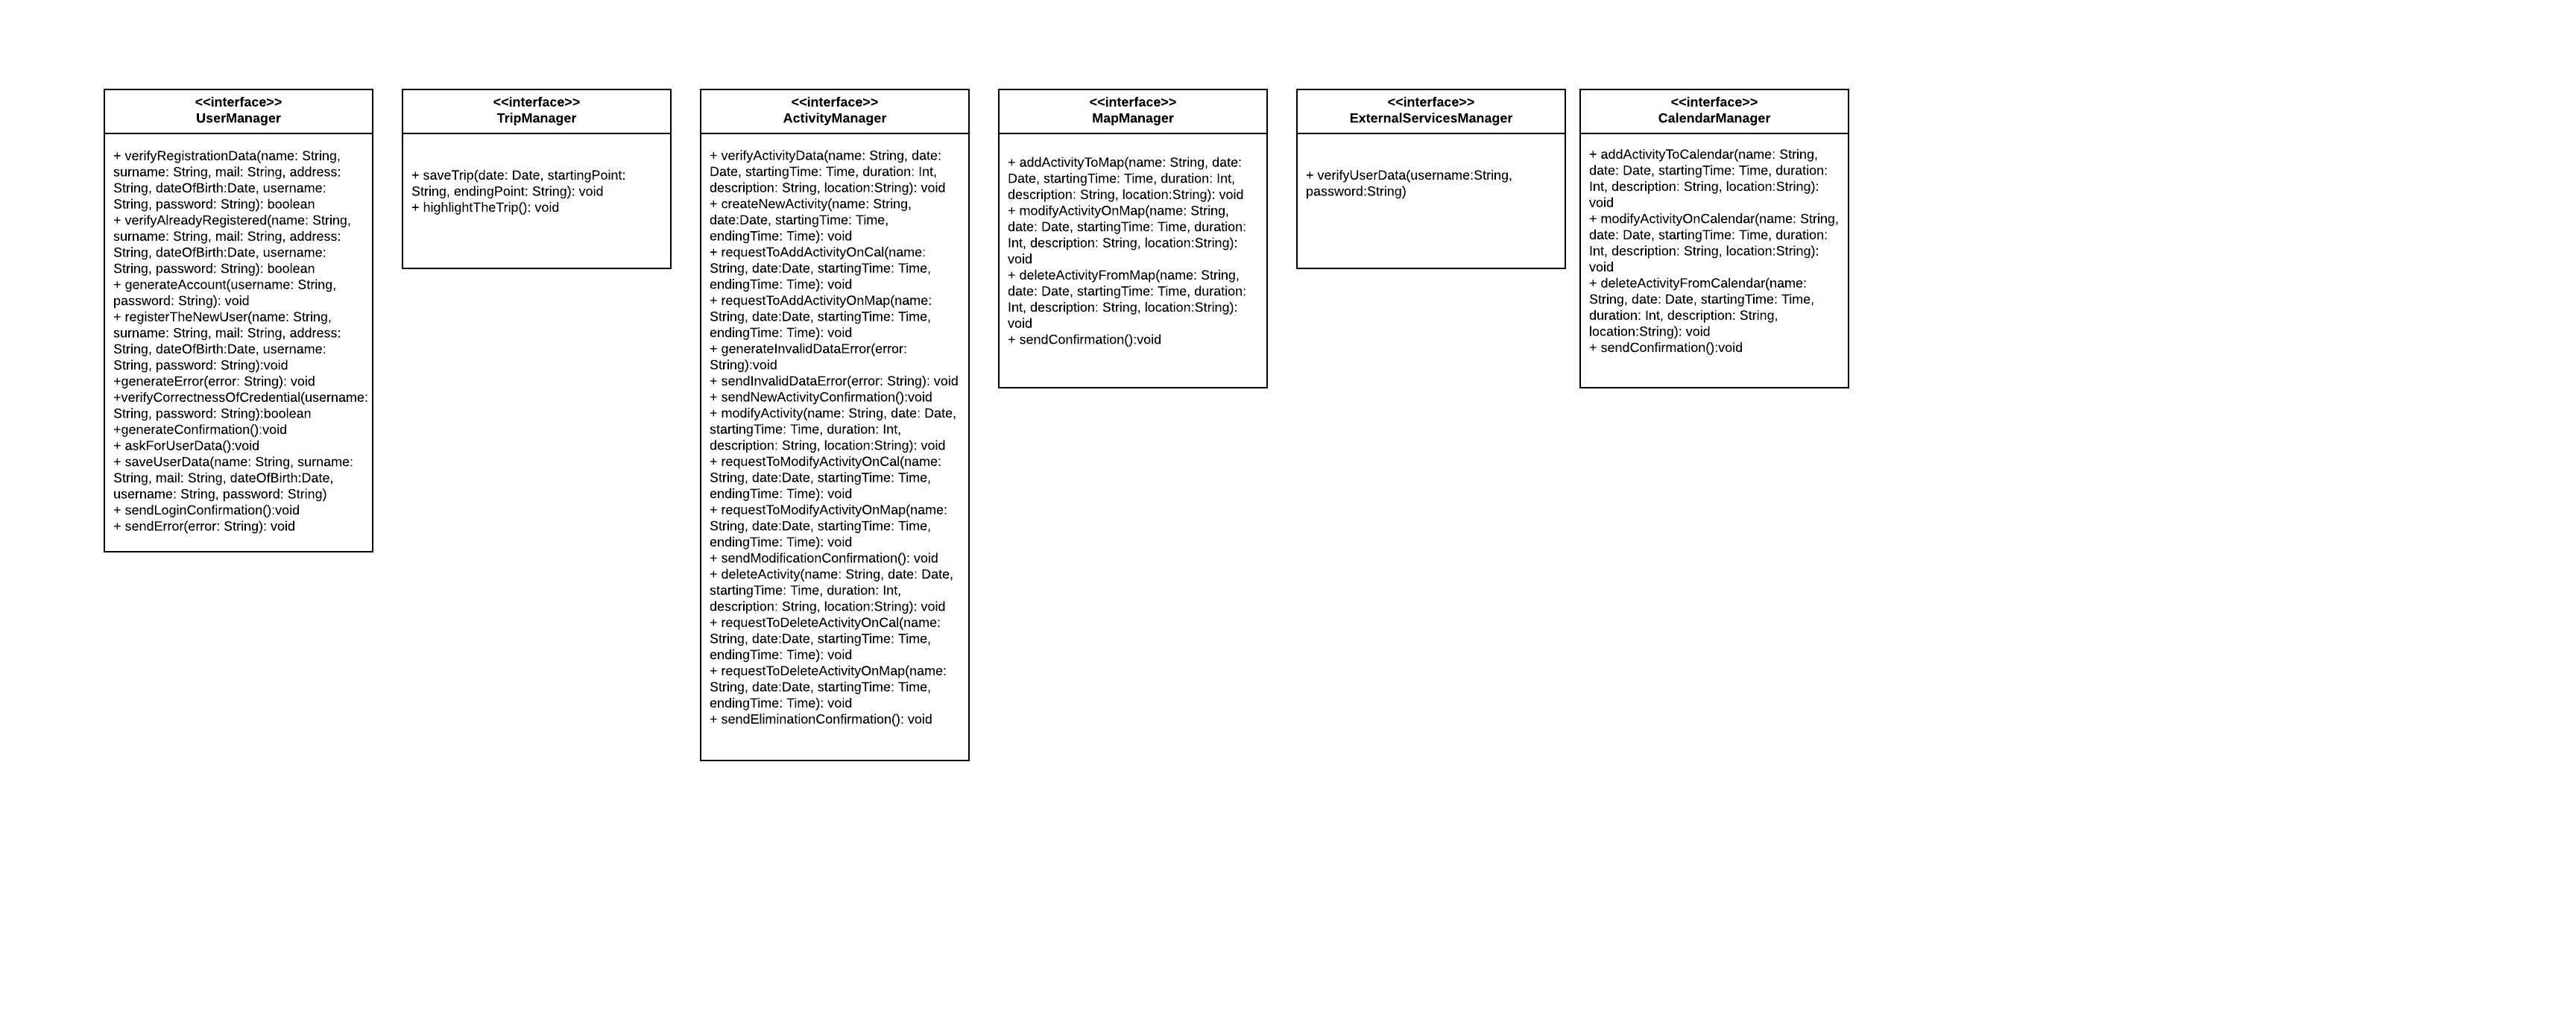 <<interface>>
UserManager
+ verifyRegistrationData(name: String,
surname: String, mail: String, address:
String, dateOfBirth:Date, username:
String, password: String): boolean
+ verifyAlreadyRegistered(name: String,
surname: String, mail: String, address:
String, dateOfBirth:Date, username:
String, password: String): boolean
+ generateAccount(username: String,
password: String): void
+ registerTheNewUser(name: String,
surname: String, mail: String, address:
String, dateOfBirth:Date, username:
String, password: String):void
+generateError(error: String): void
+verifyCorrectnessOfCredential(username:
String, password: String):boolean
+generateConfirmation():void
+ askForUserData():void
+ saveUserData(name: String, surname:
String, mail: String, dateOfBirth:Date,
username: String, password: String)
+ sendLoginConfirmation():void
+ sendError(error: String): void
<<interface>>
TripManager
+ saveTrip(date: Date, startingPoint:
String, endingPoint: String): void
+ highlightTheTrip(): void
<<interface>>
ActivityManager
+ verifyActivityData(name: String, date:
Date, startingTime: Time, duration: Int,
description: String, location:String): void
+ createNewActivity(name: String,
date:Date, startingTime: Time,
endingTime: Time): void
+ requestToAddActivityOnCal(name:
String, date:Date, startingTime: Time,
endingTime: Time): void
+ requestToAddActivityOnMap(name:
String, date:Date, startingTime: Time,
endingTime: Time): void
+ generateInvalidDataError(error:
String):void
+ sendInvalidDataError(error: String): void
+ sendNewActivityConfirmation():void
+ modifyActivity(name: String, date: Date,
startingTime: Time, duration: Int,
description: String, location:String): void
+ requestToModifyActivityOnCal(name:
String, date:Date, startingTime: Time,
endingTime: Time): void
+ requestToModifyActivityOnMap(name:
String, date:Date, startingTime: Time,
endingTime: Time): void
+ sendModificationConfirmation(): void
+ deleteActivity(name: String, date: Date,
startingTime: Time, duration: Int,
description: String, location:String): void
+ requestToDeleteActivityOnCal(name:
String, date:Date, startingTime: Time,
endingTime: Time): void
+ requestToDeleteActivityOnMap(name:
String, date:Date, startingTime: Time,
endingTime: Time): void
+ sendEliminationConfirmation(): void
<<interface>>
MapManager
+ addActivityToMap(name: String, date:
Date, startingTime: Time, duration: Int,
description: String, location:String): void
+ modifyActivityOnMap(name: String,
date: Date, startingTime: Time, duration:
Int, description: String, location:String):
void
+ deleteActivityFromMap(name: String,
date: Date, startingTime: Time, duration:
Int, description: String, location:String):
void
+ sendConfirmation():void
<<interface>>
ExternalServicesManager
+ verifyUserData(username:String,
password:String)
<<interface>>
CalendarManager
+ addActivityToCalendar(name: String,
date: Date, startingTime: Time, duration:
Int, description: String, location:String):
void
+ modifyActivityOnCalendar(name: String,
date: Date, startingTime: Time, duration:
Int, description: String, location:String):
void
+ deleteActivityFromCalendar(name:
String, date: Date, startingTime: Time,
duration: Int, description: String,
location:String): void
+ sendConfirmation():void